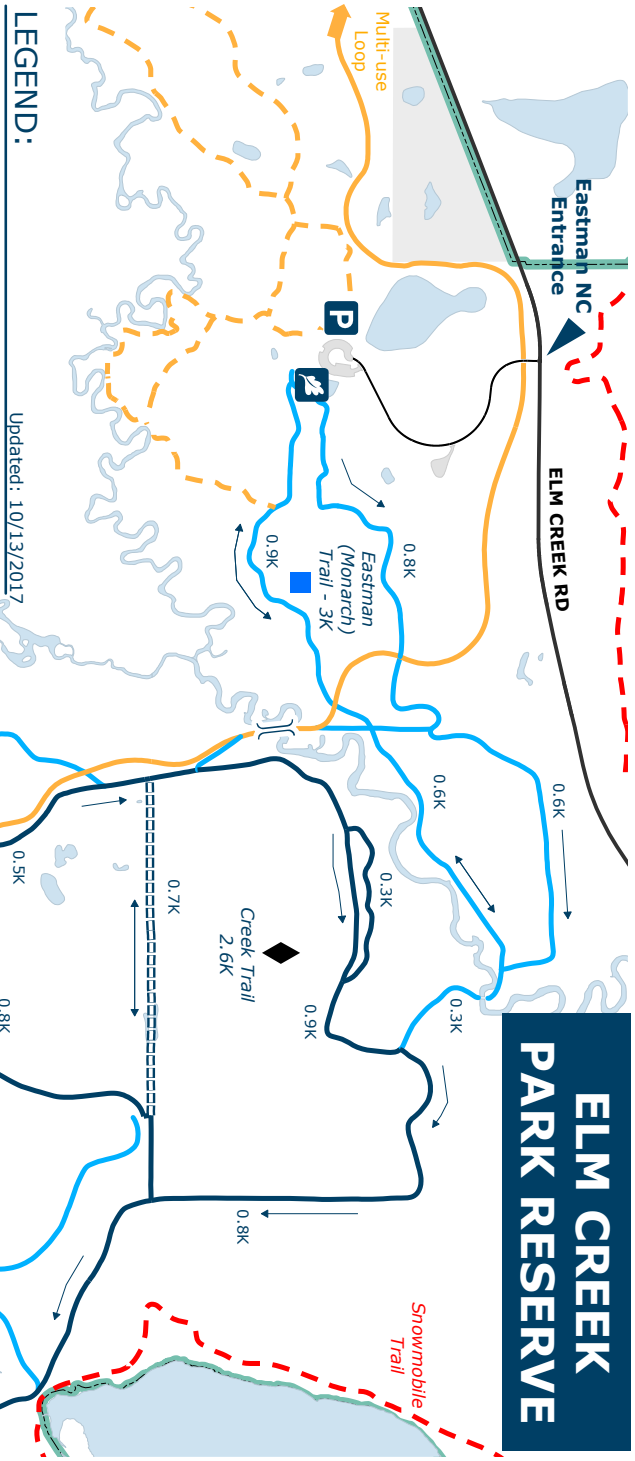 ELM CREEK
PARK RESERVE
LEGEND:
Updated: 10/13/2017
Multi-use
Loop
Eastman NC
Entrance
P
ELM CREEK RD
0.8K
Eastman
(Monarch)
Trail - 3K
0.9K
0.6K
0.6K
0.3K
0.3K
0.9K
Creek Trail
2.6K
0.7K
0.5K
0.8K
0.8K
Snowmobile
Trail